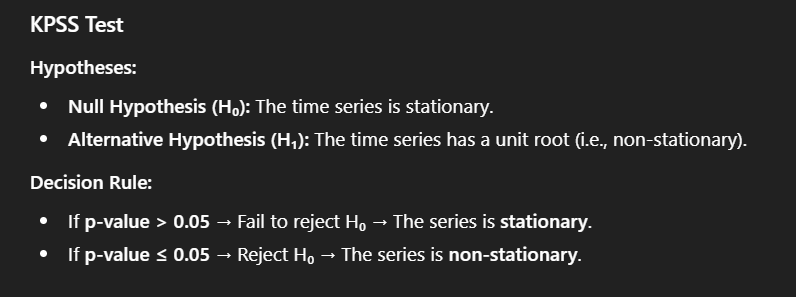 KPSS Test
Hypotheses:
• Null Hypothesis (H₀): The time series is stationary.
• Alternative Hypothesis (H₁): The time series has a unit root (i.e., non-stationary).
Decision Rule:
• If p-value > 0.05 → Fail to reject H₀ → The series is stationary.
• If p-value ≤ 0.05 → Reject H₀ → The series is non-stationary.